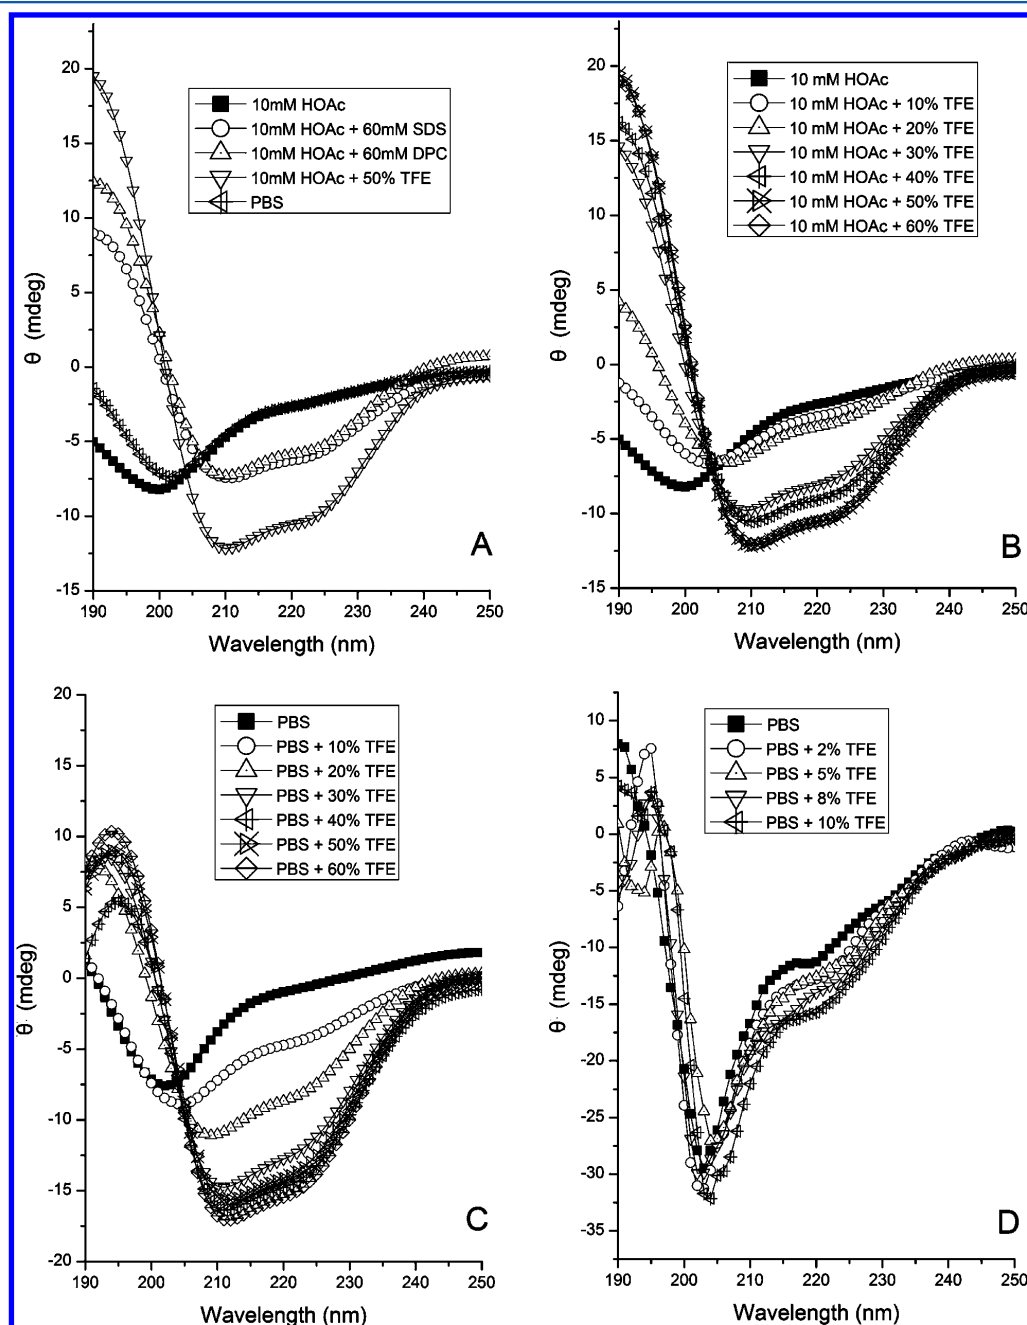 20
15
10
5
0
-5
-10
-15
190 200 210 220 230 240 250
θ (mdeg)
Wavelength (nm)
10mM HOAc
10mM HOAc + 60mM SDS
10mM HOAc + 60mM DPC
10mM HOAc + 50% TFE
PBS
A
20
15
10
5
0
-5
-10
-15
190 200 210 220 230 240 250
θ (mdeg)
Wavelength (nm)
10 mM HOAc
10 mM HOAc + 10% TFE
10 mM HOAc + 20% TFE
10 mM HOAc + 30% TFE
10 mM HOAc + 40% TFE
10 mM HOAc + 50% TFE
10 mM HOAc + 60% TFE
B
20
15
10
5
0
-5
-10
-15
-20
190 200 210 220 230 240 250
θ (mdeg)
Wavelength (nm)
PBS
PBS + 10% TFE
PBS + 20% TFE
PBS + 30% TFE
PBS + 40% TFE
PBS + 50% TFE
PBS + 60% TFE
C
10
5
0
-5
-10
-15
-20
-25
-30
-35
190 200 210 220 230 240 250
θ (mdeg)
Wavelength (nm)
PBS
PBS + 2% TFE
PBS + 5% TFE
PBS + 8% TFE
PBS + 10% TFE
D